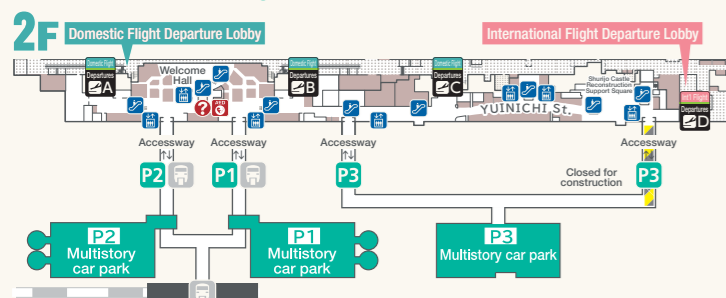 2F
Domestic Flight Departure Lobby
International Flight Departure Lobby
Domestic Flight
Departures
A
Welcome
Hall
?
AED
Domestic Flight
Departures
B
Domestic Flight
Departures
C
YUINICHI St.
Shurijo Castle
Reconstruction
Support Square
Int'l Flight
Departures
D
Accessway
Accessway
Accessway
Accessway
P2
P1
P3
Closed for
construction
P3
P2
Multistory
car park
P1
Multistory
car park
P3
Multistory car park